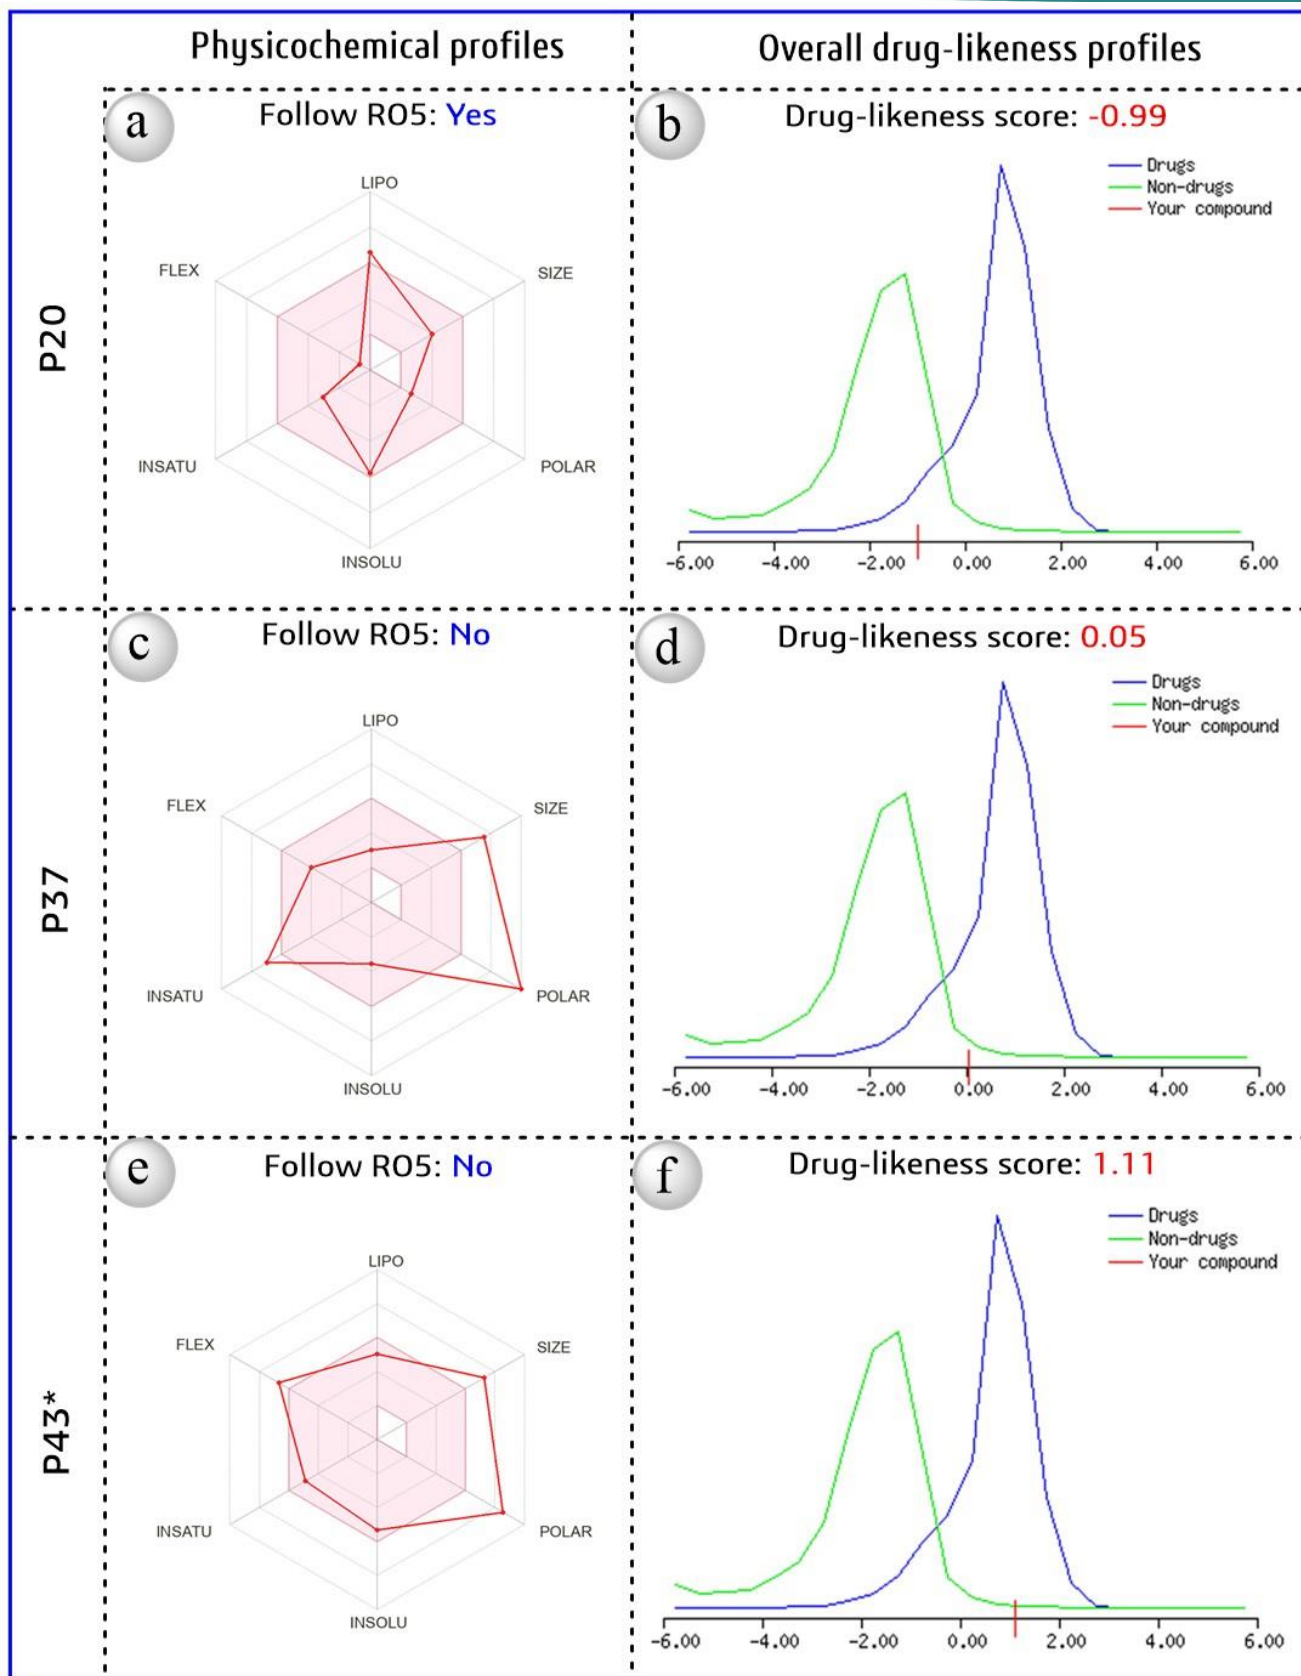 Physicochemical profiles
Overall drug-likeness profiles
P20
a
Follow RO5: Yes
LIPO
FLEX
SIZE
INSATU
POLAR
INSOLU
b
Drug-likeness score: -0.99
Drugs
Non-drugs
Your compound
-6.00 -4.00 -2.00 0.00 2.00 4.00 6.00
P37
c
Follow RO5: No
LIPO
FLEX
SIZE
INSATU
POLAR
INSOLU
d
Drug-likeness score: 0.05
Drugs
Non-drugs
Your compound
-6.00 -4.00 -2.00 0.00 2.00 4.00 6.00
P43*
e
Follow RO5: No
LIPO
FLEX
SIZE
INSATU
POLAR
INSOLU
f
Drug-likeness score: 1.11
Drugs
Non-drugs
Your compound
-6.00 -4.00 -2.00 0.00 2.00 4.00 6.00